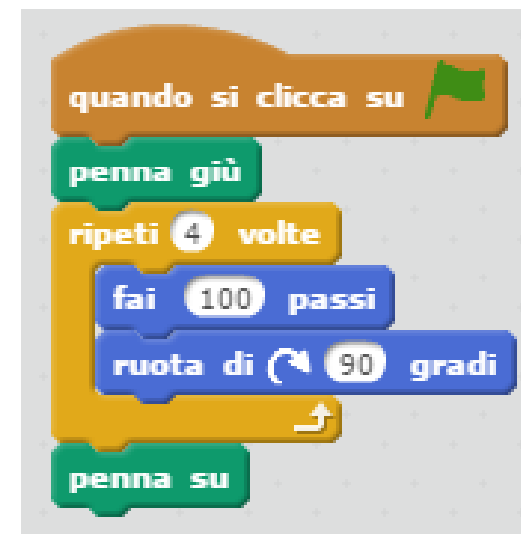 quando si clicca su
penna giù
ripeti 4 volte
fai 100 passi
ruota di 90 gradi
penna su